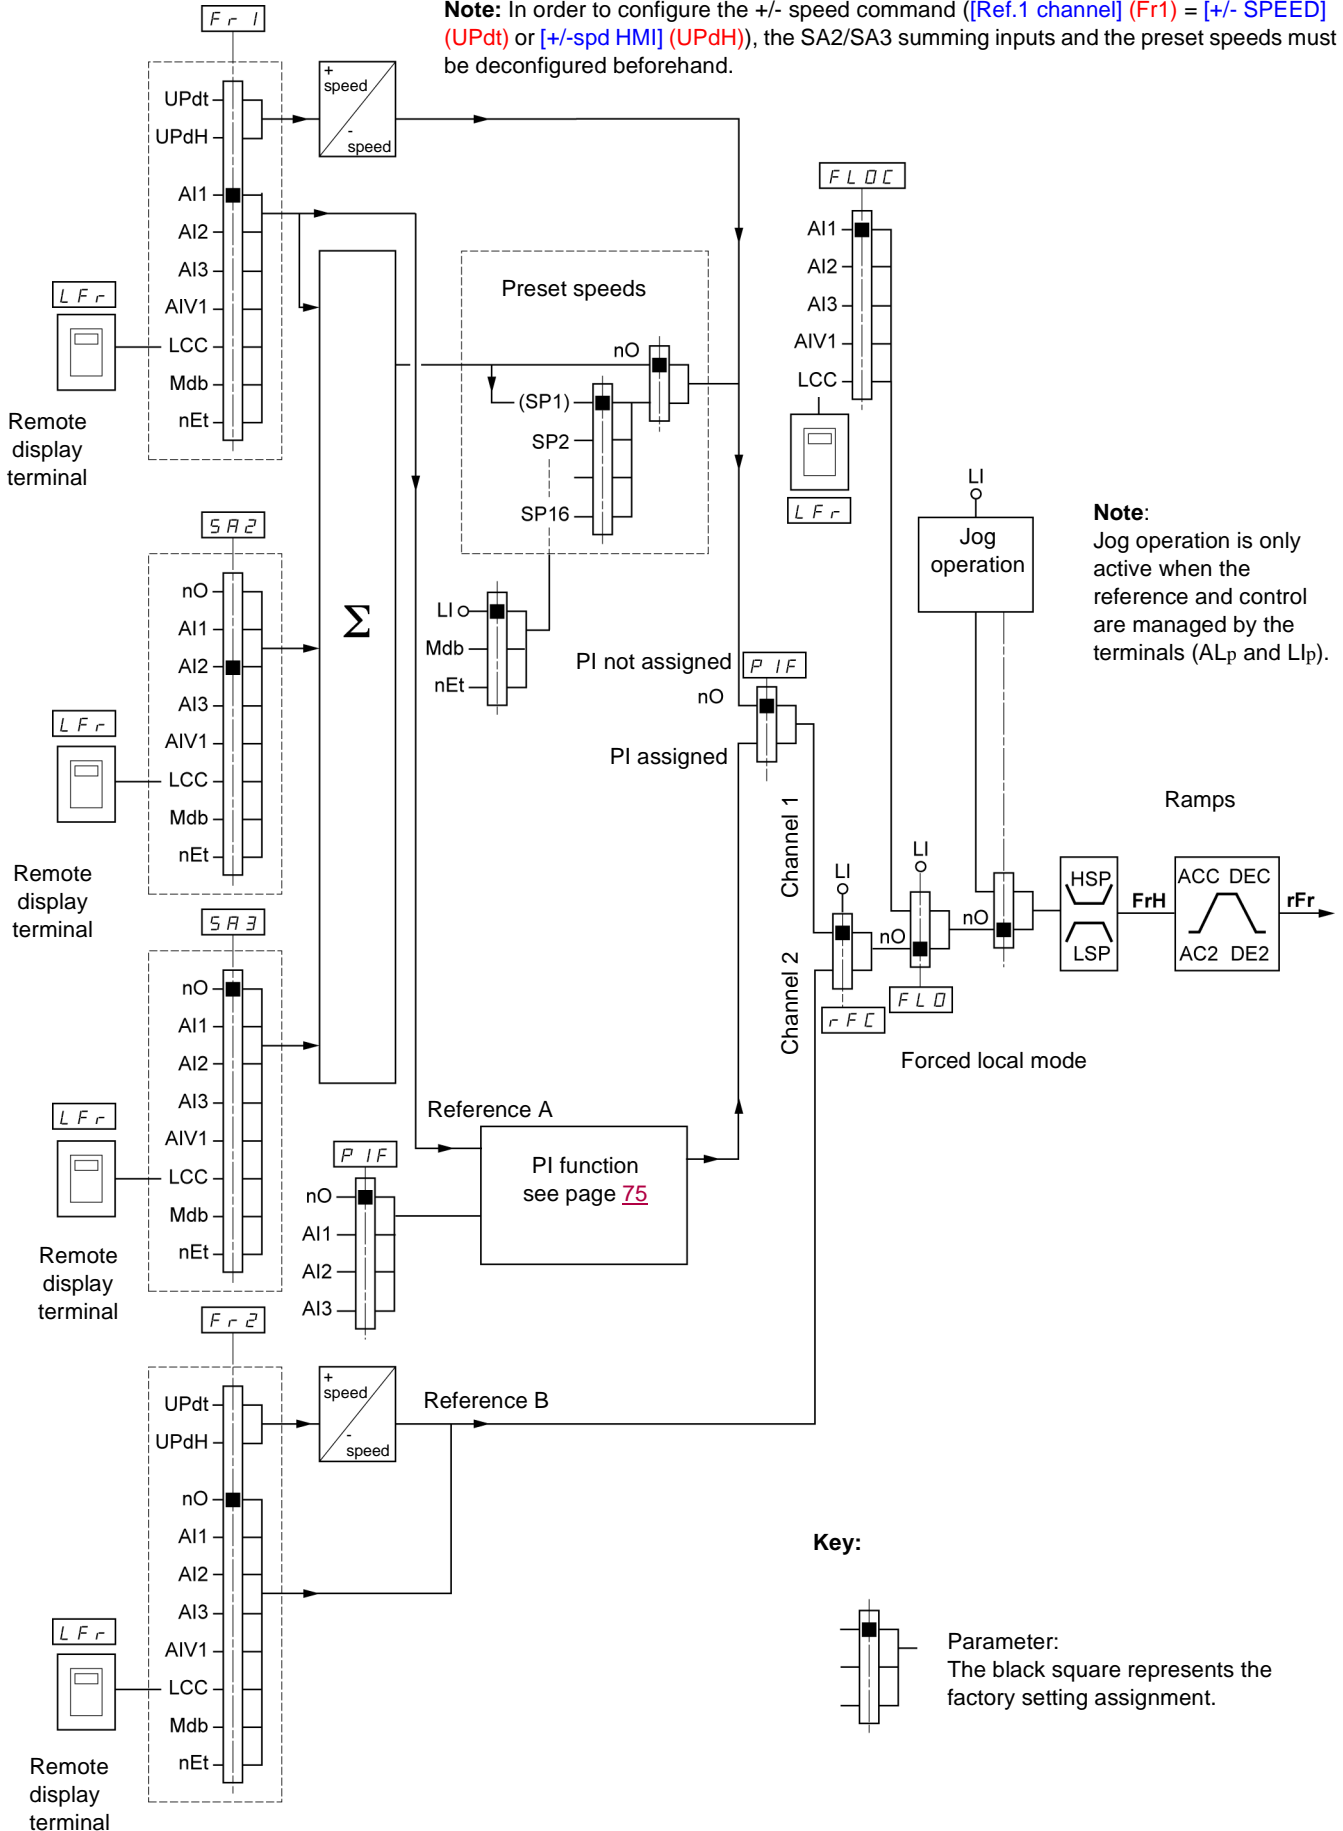 Fr1
Note: In order to configure the +/- speed command ([Ref.1 channel] (Fr1) = [+/- SPEED]
(UPdt) or [+/-spd HMI] (UPdH)), the SA2/SA3 summing inputs and the preset speeds must
be deconfigured beforehand.
UPdt
UPdH
+
speed
-
speed
AI1
AI2
AI3
AIV1
LCC
Mdb
nEt
LFr
Remote
display
terminal
Preset speeds
nO
(SP1)
SP2
SP16
LI
Mdb
nEt
FLOC
AI1
AI2
AI3
AIV1
LCC
LFr
LI
Jog
operation
Note:
Jog operation is only
active when the
reference and control
are managed by the
terminals (ALp and LIp).
SA2
nO
AI1
AI2
AI3
AIV1
LCC
Mdb
nEt
LFr
Remote
display
terminal
Σ
PI not assigned
PIF
nO
PI assigned
Channel 1
Channel 2
LI
nO
rFC
LI
nO
FLO
Forced local mode
Ramps
HSP
LSP
FrH
ACC DEC
AC2 DE2
rFr
SA3
nO
AI1
AI2
AI3
AIV1
LCC
Mdb
nEt
LFr
Remote
display
terminal
Reference A
PIF
nO
AI1
AI2
AI3
PI function
see page 75
Fr2
UPdt
UPdH
+
speed
-
speed
Reference B
nO
AI1
AI2
AI3
AIV1
LCC
Mdb
nEt
LFr
Remote
display
terminal
Key:
Parameter:
The black square represents the
factory setting assignment.